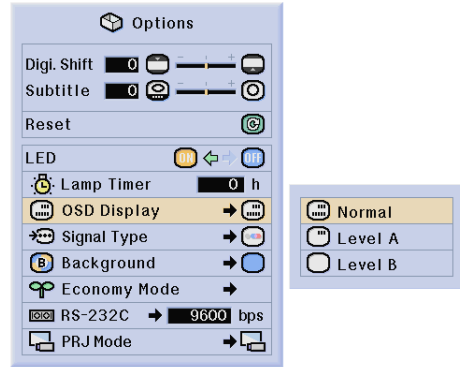 Options
Digi. Shift 0
Subtitle 0
Reset
LED ON OFF
Lamp Timer 0 h
OSD Display
Signal Type
B Background
Economy Mode
RS-232C 9600 bps
PRJ Mode
Normal
Level A
Level B